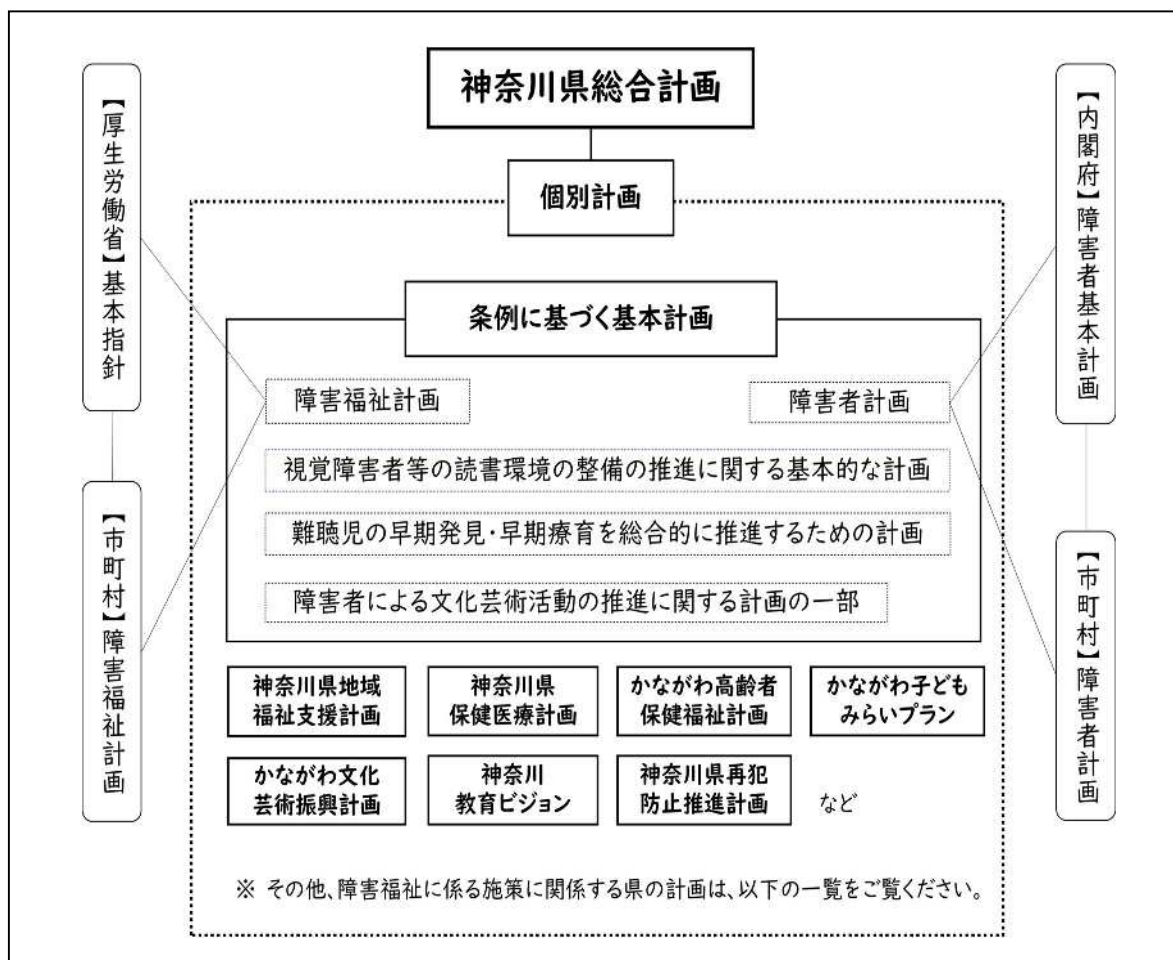 神奈川県総合計画
個別計画
【厚生労働省】基本指針
【内閣府】障害者基本計画
条例に基づく基本計画
障害福祉計画
障害者計画
視覚障害者等の読書環境の整備の推進に関する基本的な計画
難聴児の早期発見・早期療育を総合的に推進するための計画
障害者による文化芸術活動の推進に関する計画の一部
【市町村】障害福祉計画
【市町村】障害者計画
神奈川県地域
福祉支援計画
神奈川県
保健医療計画
かながわ高齢者
保健福祉計画
かながわ子ども
みらいプラン
かながわ文化
芸術振興計画
神奈川
教育ビジョン
神奈川県再犯
防止推進計画
など
※ その他、障害福祉に係る施策に関係する県の計画は、以下の一覧をご覧ください。